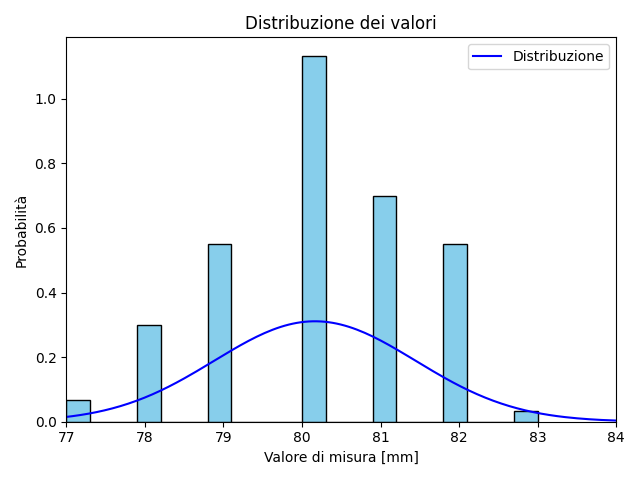 Distribuzione dei valori
Distribuzione
Probabilità
1.0
0.8
0.6
0.4
0.2
0.0
77 78 79 80 81 82 83 84
Valore di misura [mm]